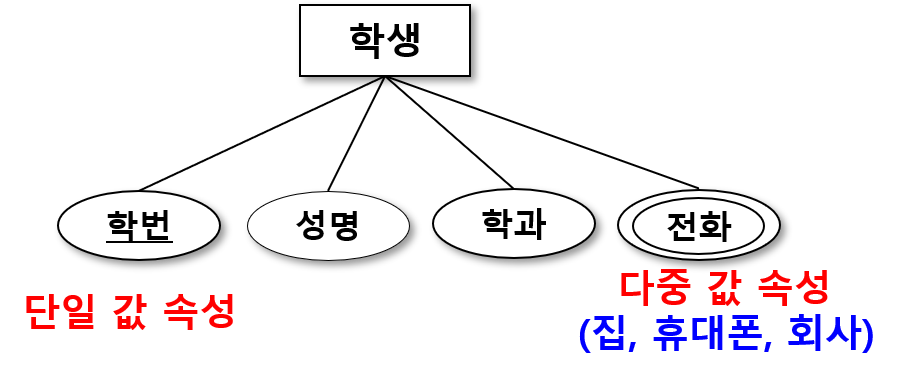 학생
학번
성명
학과
전화
단일 값 속성
다중 값 속성
(집, 휴대폰, 회사)